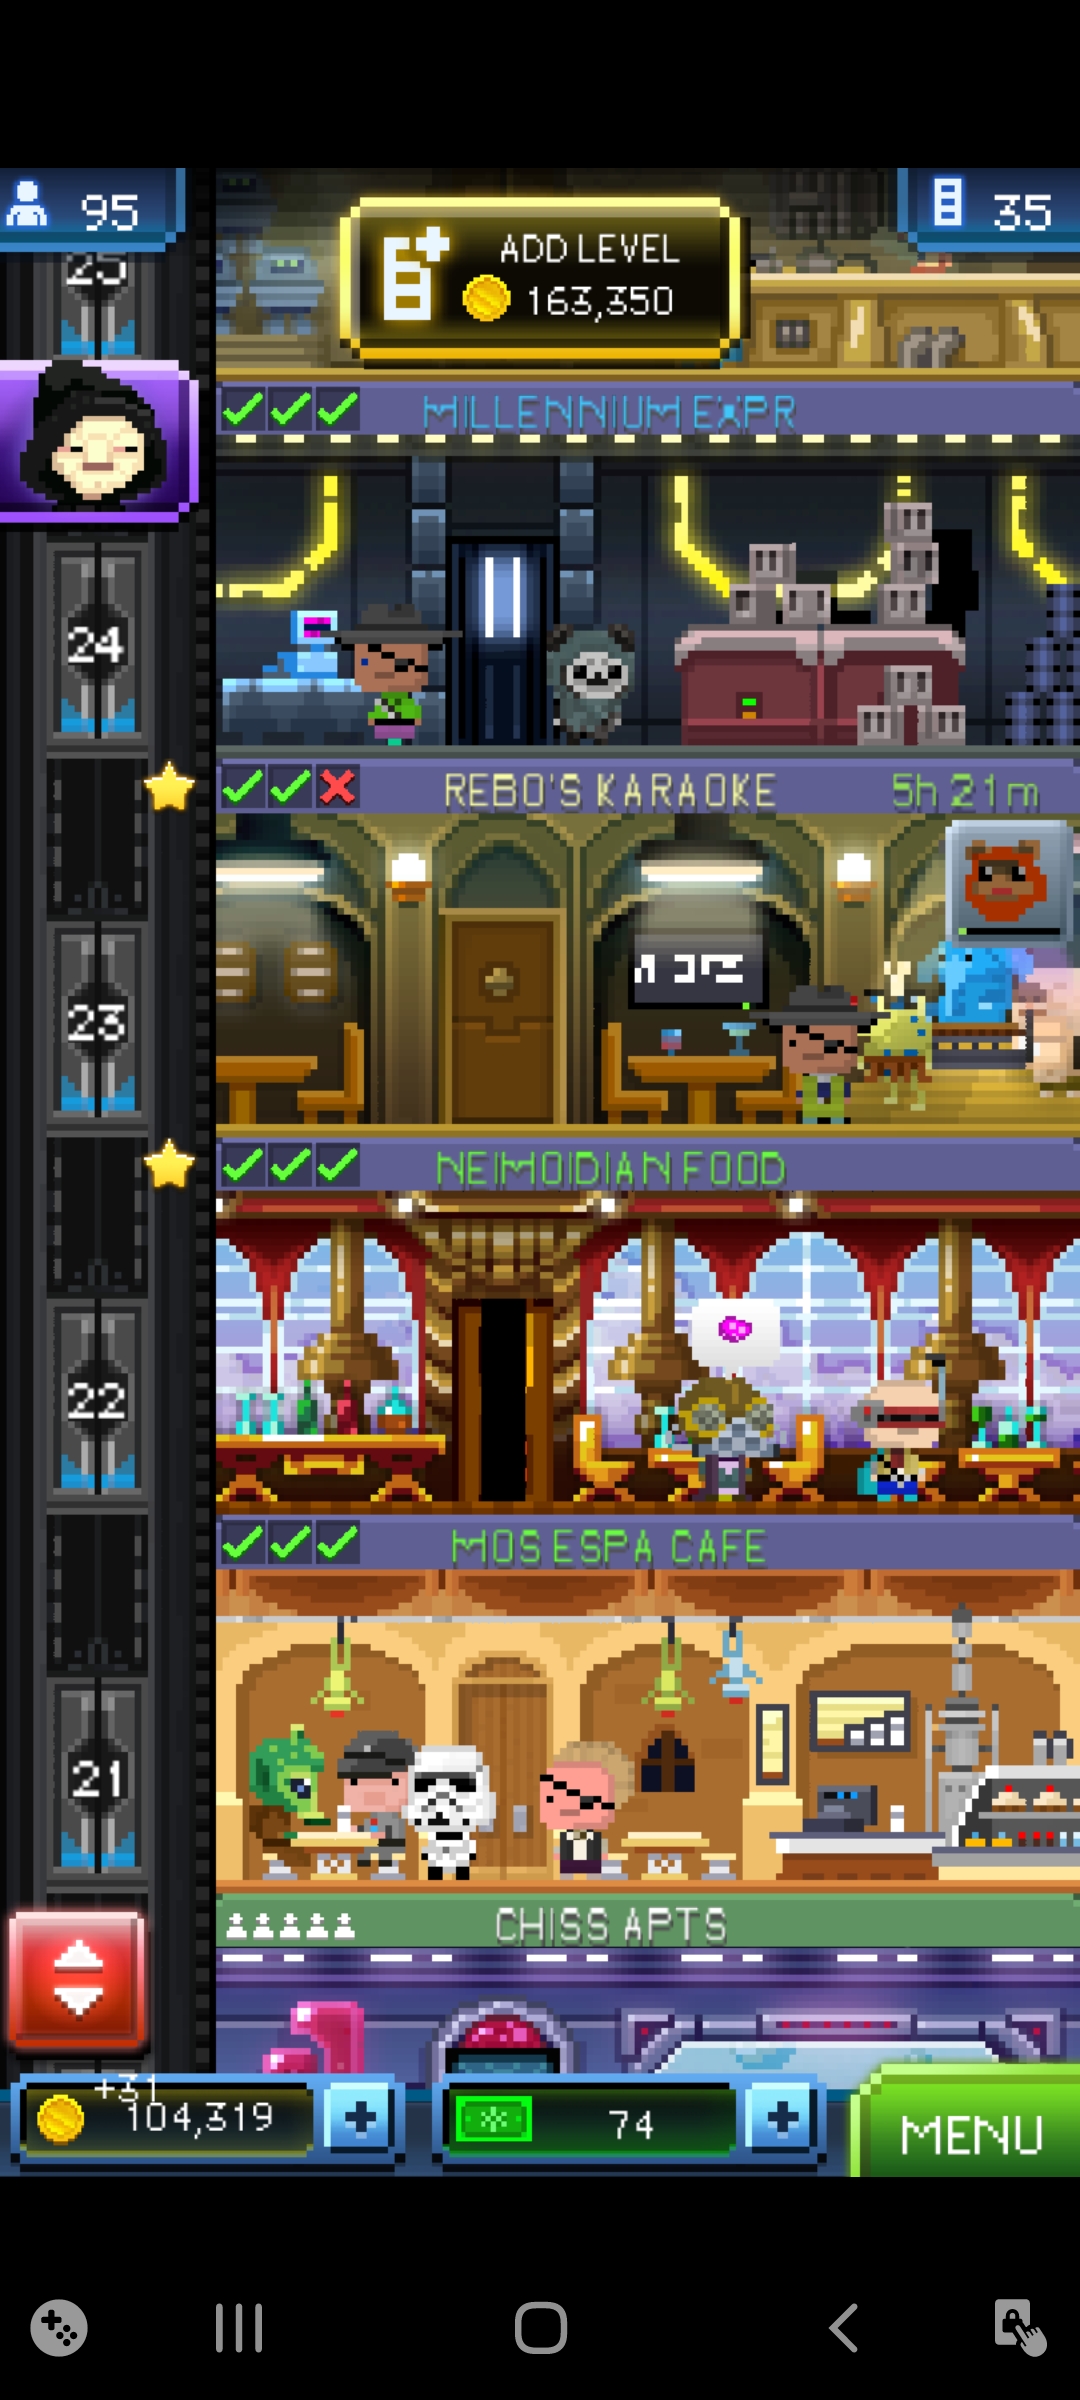 95
ADD LEVEL
163,350
35
25
MILLENNIUM EXPR
24
REBO'S KARAOKE
5h 21m
23
NEIMOIDIAN FOOD
22
MOS ESPA CAFE
21
CHISS APTS
+31
104,319
74
MENU